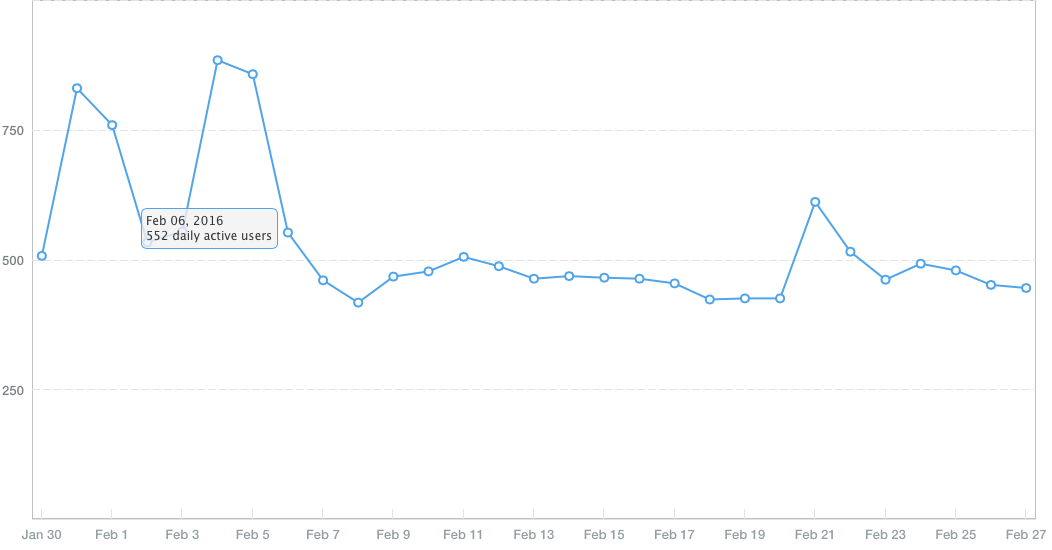 750
Feb 06, 2016
552 daily active users
500
250
Jan 30 Feb 1 Feb 3 Feb 5 Feb 7 Feb 9 Feb 11 Feb 13 Feb 15 Feb 17 Feb 19 Feb 21 Feb 23 Feb 25 Feb 27